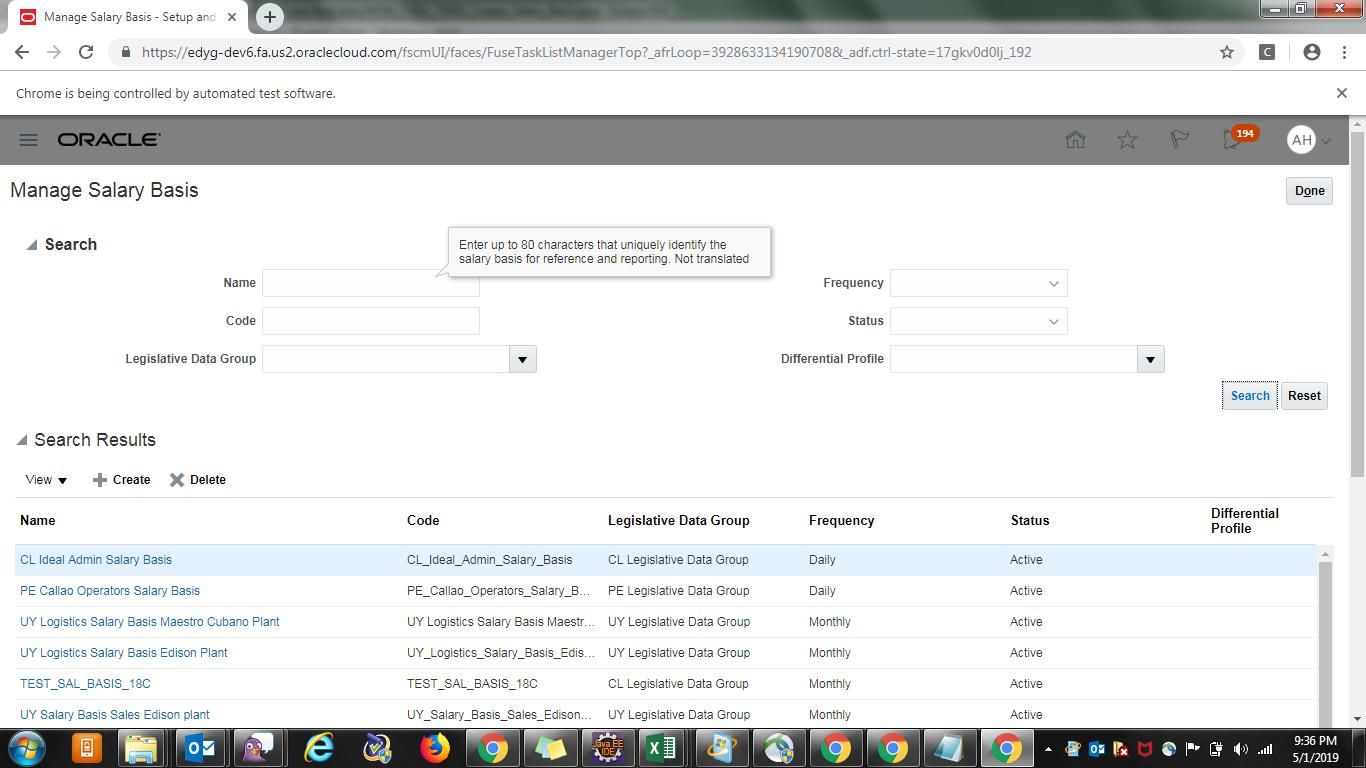 Manage Salary Basis - Setup and
https://edyg-dev6.fa.us2.oraclecloud.com/fscmUI/faces/FuseTaskListManagerTop?_afrLoop=3928633134190708&_adf.ctrl-state=17gkv0d0lj_192
C
Chrome is being controlled by automated test software.
ORACLE
194
AH
Manage Salary Basis
Done
Search
Enter up to 80 characters that uniquely identify the
salary basis for reference and reporting. Not translated
Name
Frequency
Code
Status
Legislative Data Group
Differential Profile
Search Reset
Search Results
View Create Delete
Name Code Legislative Data Group Frequency Status Differential Profile
CL Ideal Admin Salary Basis CL_Ideal_Admin_Salary_Basis CL Legislative Data Group Daily Active
PE Callao Operators Salary Basis PE_Callao_Operators_Salary_B... PE Legislative Data Group Daily Active
UY Logistics Salary Basis Maestro Cubano Plant UY Logistics Salary Basis Maestr... UY Legislative Data Group Monthly Active
UY Logistics Salary Basis Edison Plant UY_Logistics_Salary_Basis_Edis... UY Legislative Data Group Monthly Active
TEST_SAL_BASIS_18C TEST_SAL_BASIS_18C CL Legislative Data Group Monthly Active
UY Salary Basis Sales Edison plant UY_Salary_Basis_Sales_Edison... UY Legislative Data Group Monthly Active
Java EE
IDE
9:36 PM
5/1/2019